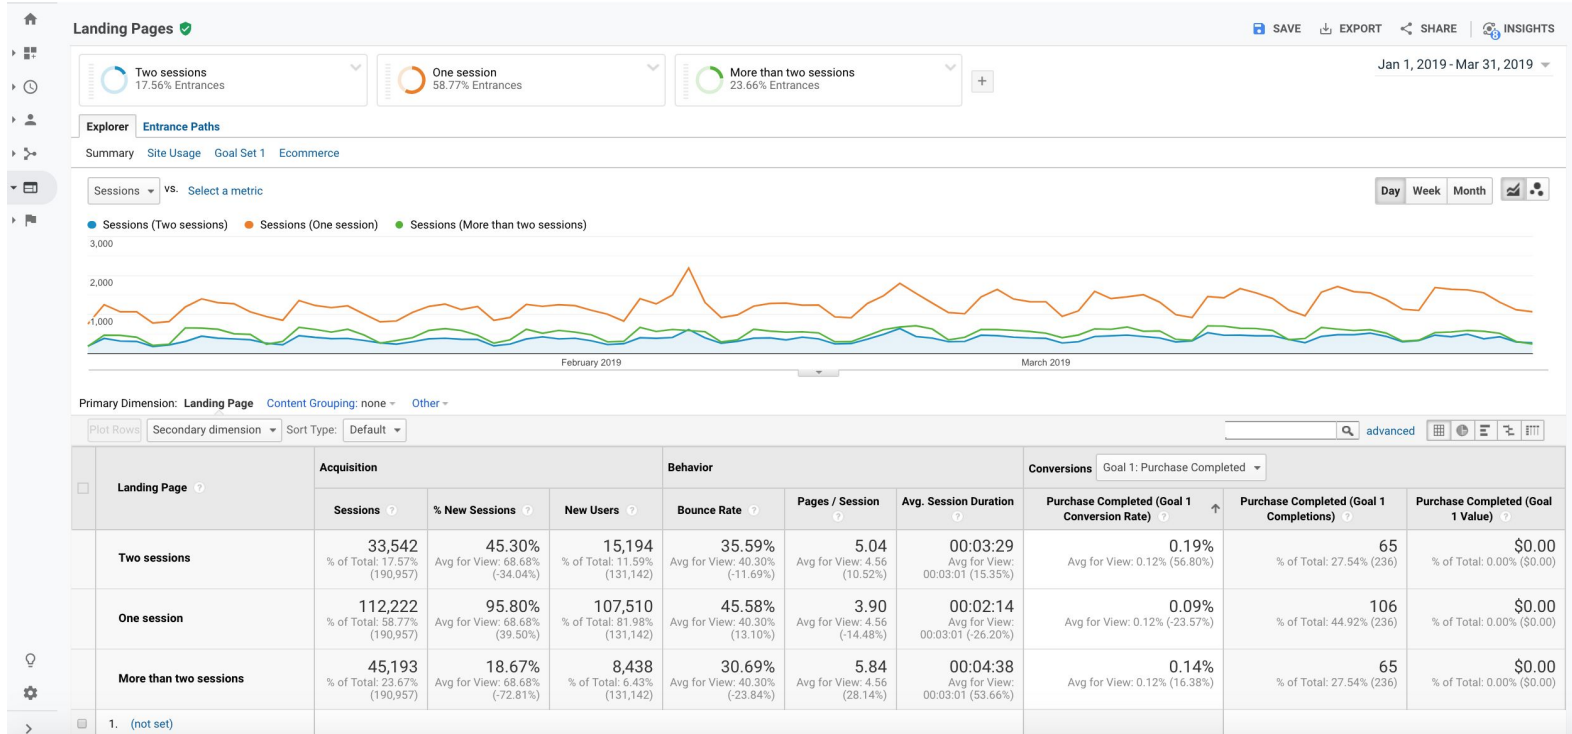 Landing Pages
SAVE EXPORT SHARE INSIGHTS
8
Two sessions
17.56% Entrances
One session
58.77% Entrances
More than two sessions
23.66% Entrances
+
Jan 1, 2019 - Mar 31, 2019
Explorer Entrance Paths
Summary Site Usage Goal Set 1 Ecommerce
Sessions VS. Select a metric
Day Week Month
Sessions (Two sessions) Sessions (One session) Sessions (More than two sessions)
3,000
2,000
1,000
February 2019 March 2019
Primary Dimension: Landing Page Content Grouping: none Other
Plot Rows Secondary dimension Sort Type: Default advanced
Landing Page ?
Acquisition Behavior Conversions Goal 1: Purchase Completed
Sessions ? % New Sessions ? New Users ? Bounce Rate ? Pages / Session ? Avg. Session Duration ? Purchase Completed (Goal 1 Conversion Rate) ? Purchase Completed (Goal 1 Completions) ? Purchase Completed (Goal 1 Value) ?
Two sessions
33,542 45.30% 15,194 35.59% 5.04 00:03:29 0.19% 65 $0.00
% of Total: 17.57% Avg for View: 68.68% % of Total: 11.59% Avg for View: 40.30% Avg for View: 4.56 Avg for View: Avg for View: 0.12% (56.80%) % of Total: 27.54% (236) % of Total: 0.00% ($0.00)
(190,957) (-34.04%) (131,142) (-11.69%) (10.52%) 00:03:01 (15.35%)
One session
112,222 95.80% 107,510 45.58% 3.90 00:02:14 0.09% 106 $0.00
% of Total: 58.77% Avg for View: 68.68% % of Total: 81.98% Avg for View: 40.30% Avg for View: 4.56 Avg for View: Avg for View: 0.12% (-23.57%) % of Total: 44.92% (236) % of Total: 0.00% ($0.00)
(190,957) (39.50%) (131,142) (13.10%) (-14.48%) 00:03:01 (-26.20%)
More than two sessions
45,193 18.67% 8,438 30.69% 5.84 00:04:38 0.14% 65 $0.00
% of Total: 23.67% Avg for View: 68.68% % of Total: 6.43% Avg for View: 40.30% Avg for View: 4.56 Avg for View: Avg for View: 0.12% (16.38%) % of Total: 27.54% (236) % of Total: 0.00% ($0.00)
(190,957) (-72.81%) (131,142) (-23.84%) (28.14%) 00:03:01 (53.66%)
1. (not set)